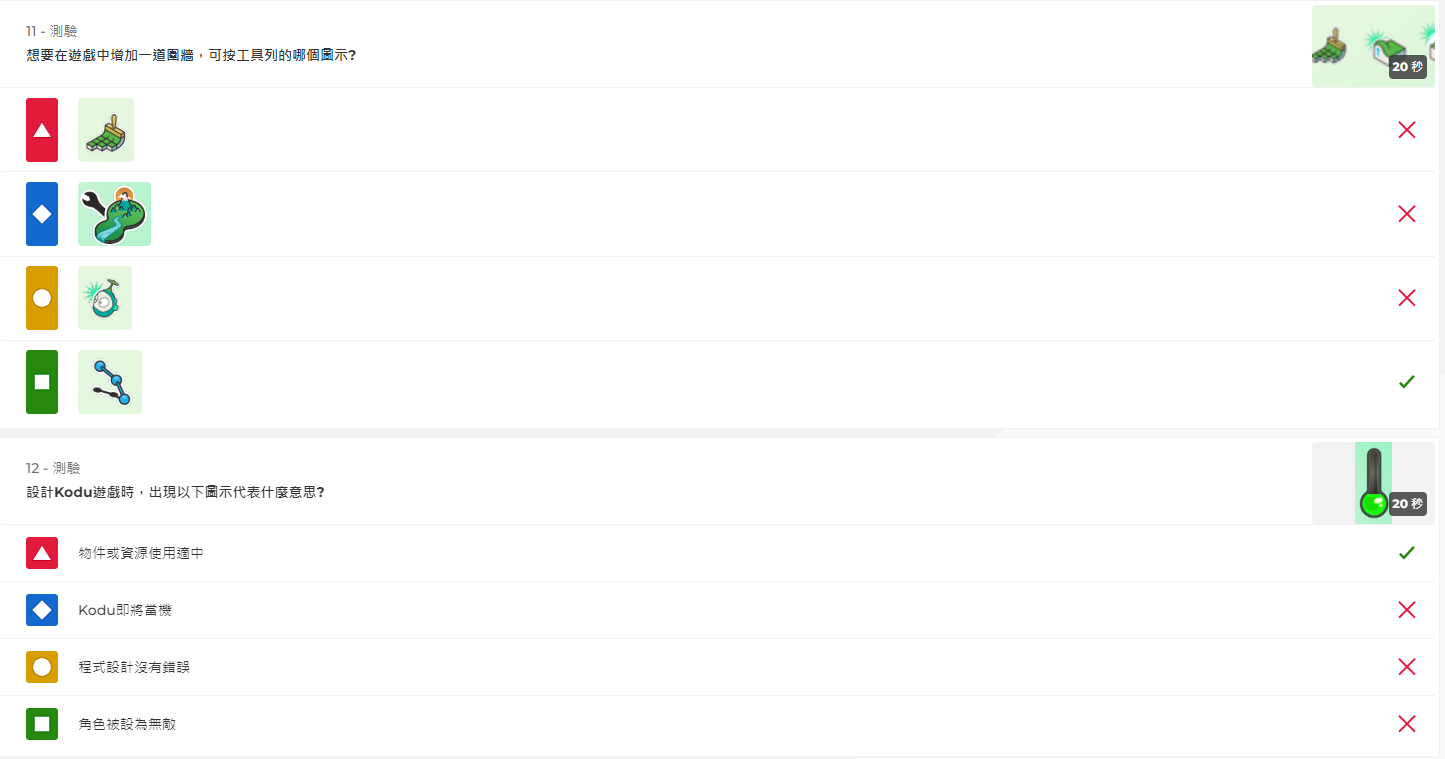 11 - 測驗
想要在遊戲中增加一道圍牆，可按工具列的哪個圖示?
20 秒
12 - 測驗
設計Kodu遊戲時，出現以下圖示代表什麼意思?
20 秒
物件或資源使用適中
Kodu即將當機
程式設計沒有錯誤
角色被設為無敵